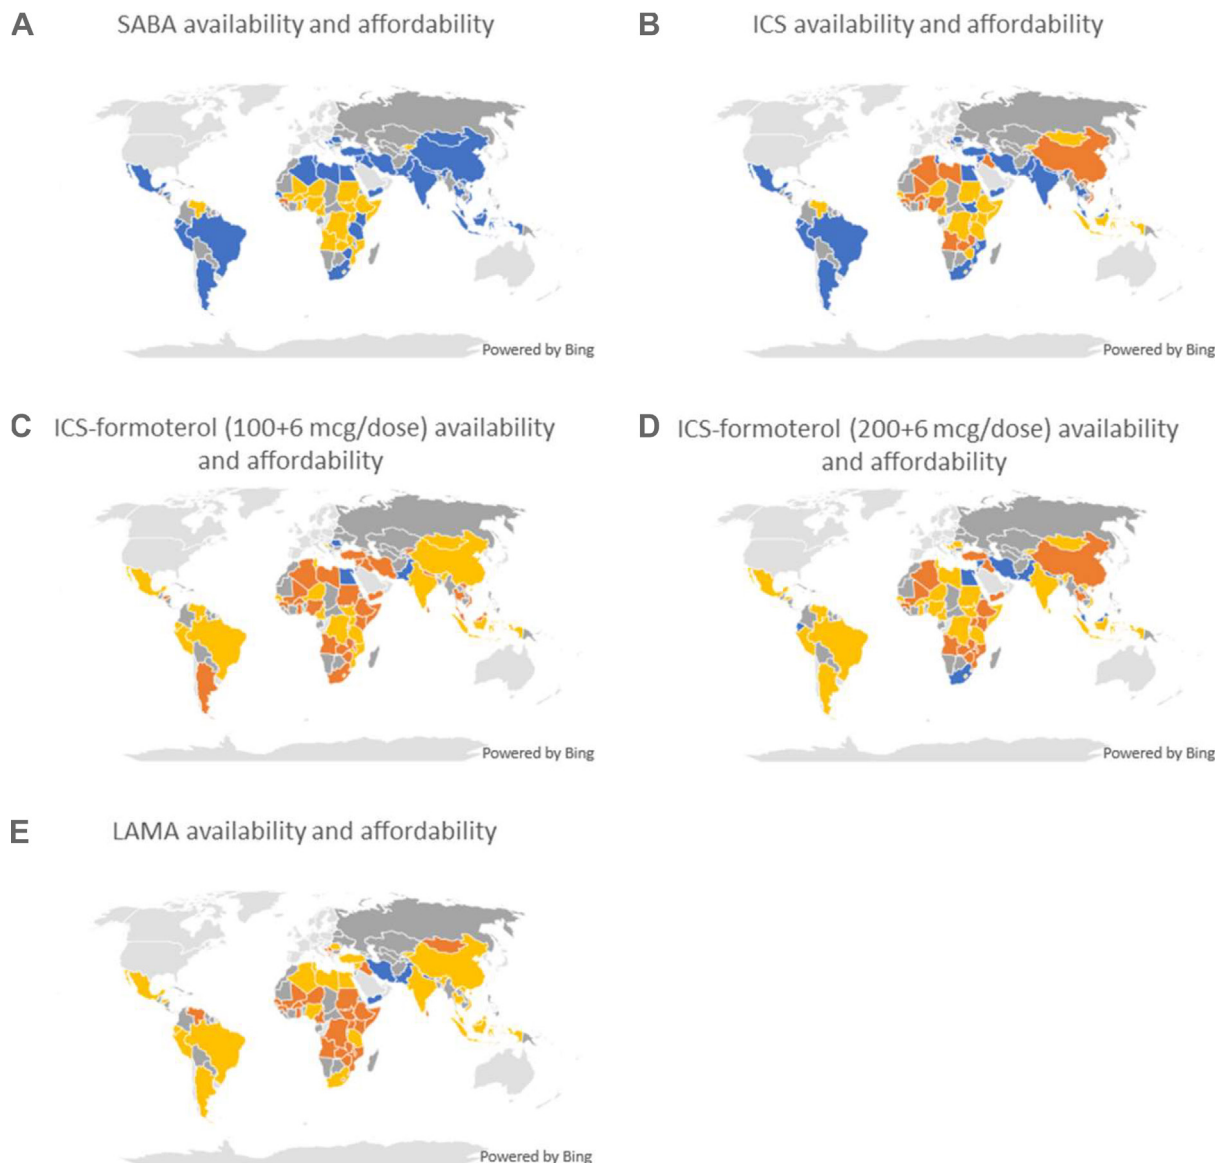 A SABA availability and affordability
B ICS availability and affordability
Powered by Bing
Powered by Bing
C ICS-formoterol (100+6 mcg/dose) availability
and affordability
D ICS-formoterol (200+6 mcg/dose) availability
and affordability
Powered by Bing
Powered by Bing
E LAMA availability and affordability
Powered by Bing